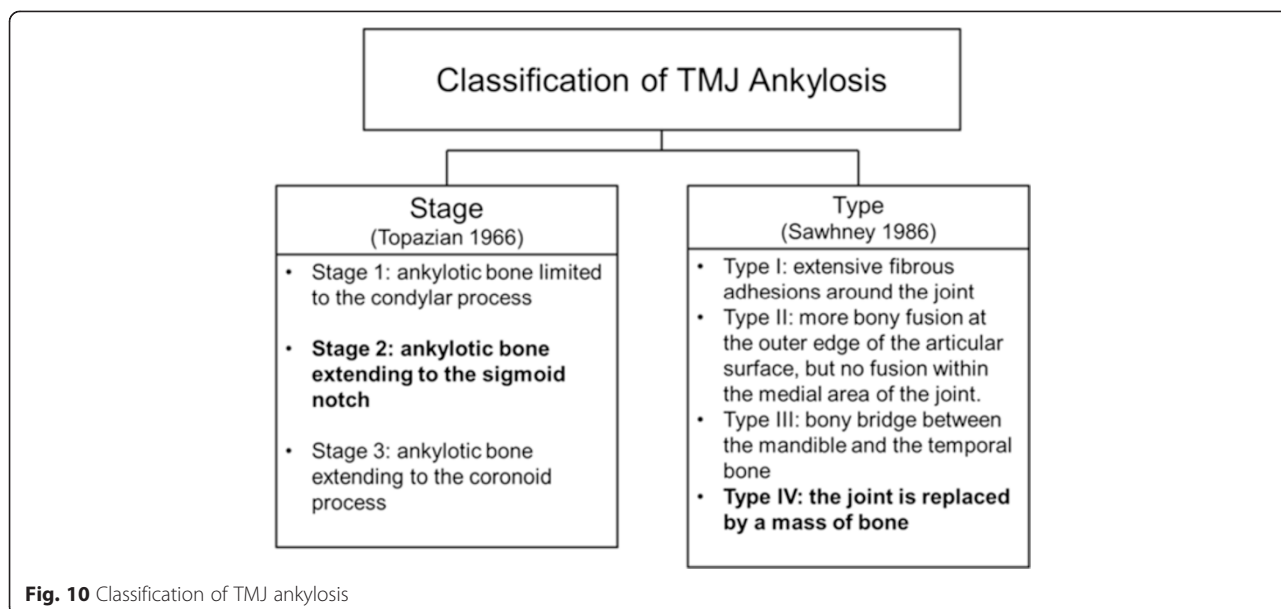 Classification of TMJ Ankylosis
Stage
(Topazian 1966)
• Stage 1: ankylotic bone limited
to the condylar process
• Stage 2: ankylotic bone
extending to the sigmoid
notch
• Stage 3: ankylotic bone
extending to the coronoid
process
Type
(Sawhney 1986)
• Type I: extensive fibrous
adhesions around the joint
• Type II: more bony fusion at
the outer edge of the articular
surface, but no fusion within
the medial area of the joint.
• Type III: bony bridge between
the mandible and the temporal
bone
• Type IV: the joint is replaced
by a mass of bone
Fig. 10 Classification of TMJ ankylosis